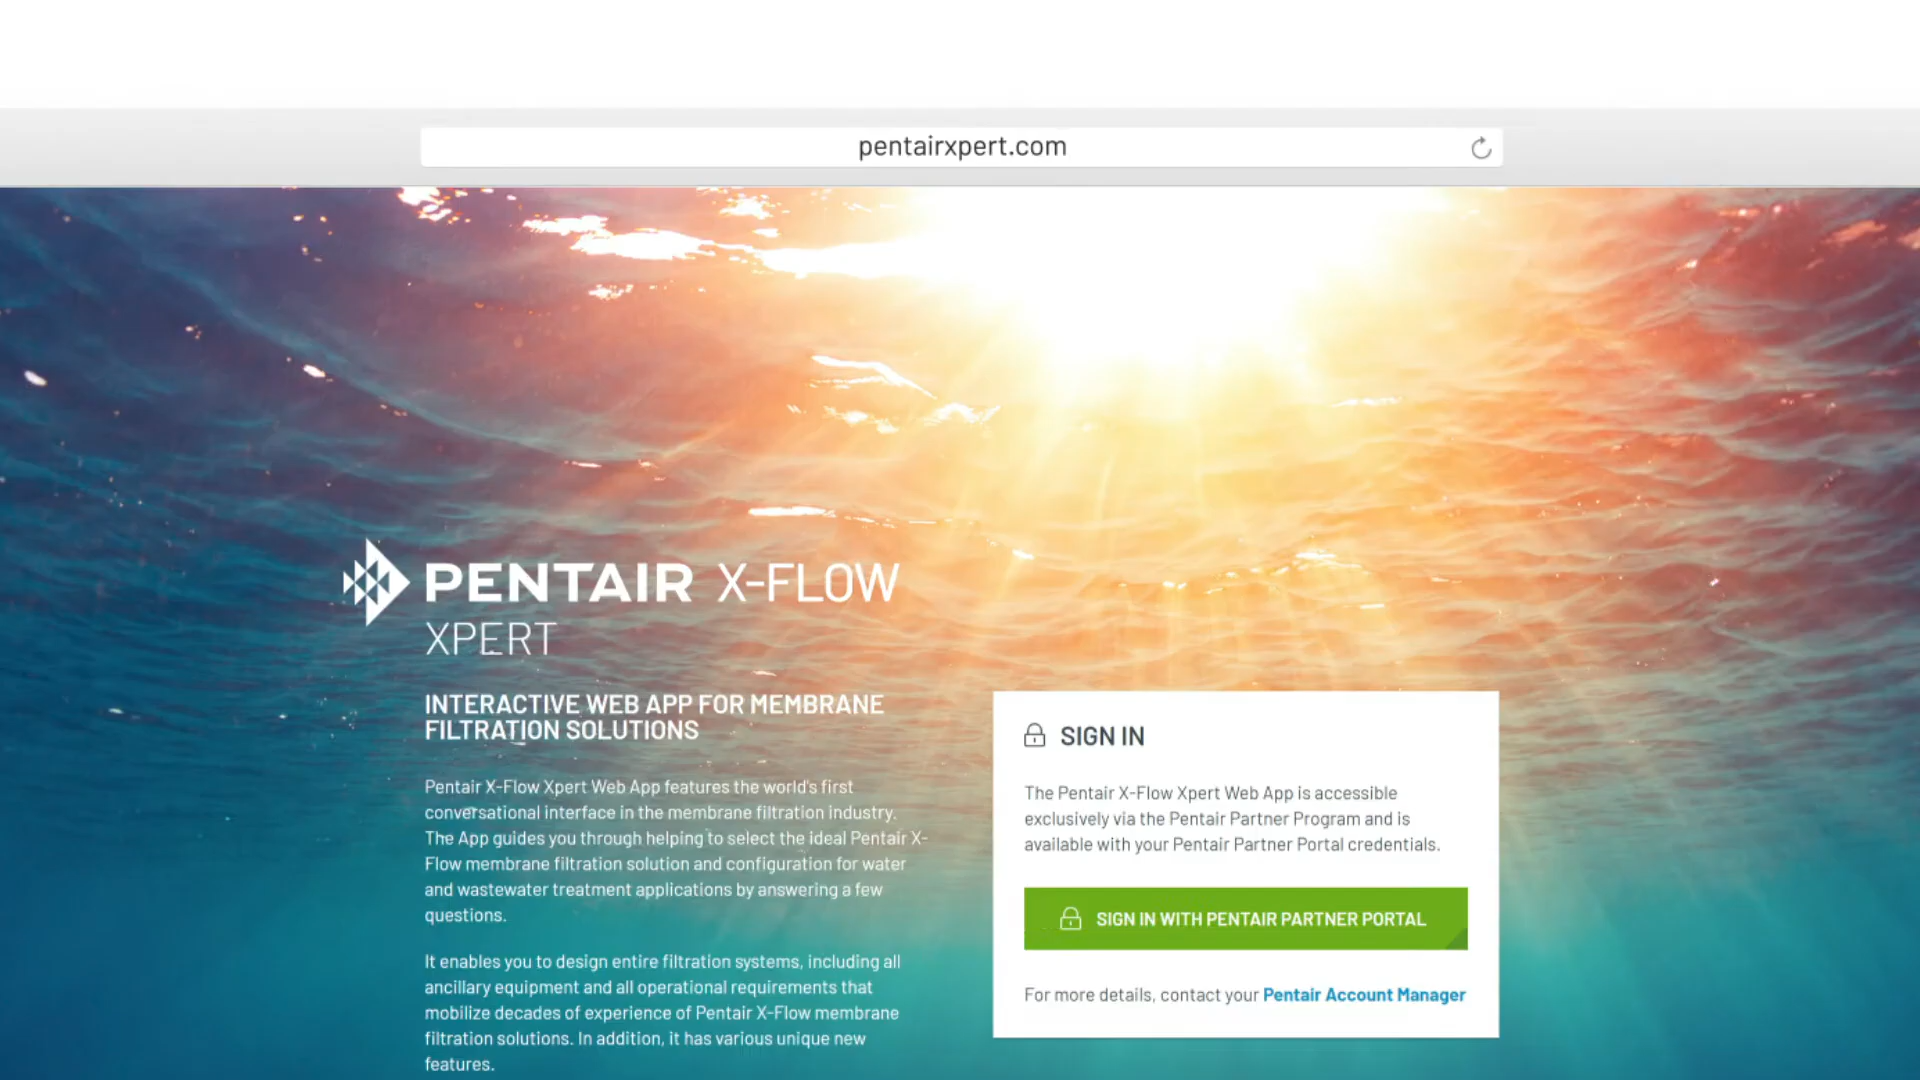 pentairxpert.com
PENTAIR X-FLOW
XPERT
INTERACTIVE WEB APP FOR MEMBRANE
FILTRATION SOLUTIONS
Pentair X-Flow Xpert Web App features the world's first
conversational interface in the membrane filtration industry.
The App guides you through helping to select the ideal Pentair X-
Flow membrane filtration solution and configuration for water
and wastewater treatment applications by answering a few
questions.
It enables you to design entire filtration systems, including all
ancillary equipment and all operational requirements that
mobilize decades of experience of Pentair X-Flow membrane
filtration solutions. In addition, it has various unique new
features.
SIGN IN
The Pentair X-Flow Xpert Web App is accessible
exclusively via the Pentair Partner Program and is
available with your Pentair Partner Portal credentials.
SIGN IN WITH PENTAIR PARTNER PORTAL
For more details, contact your Pentair Account Manager